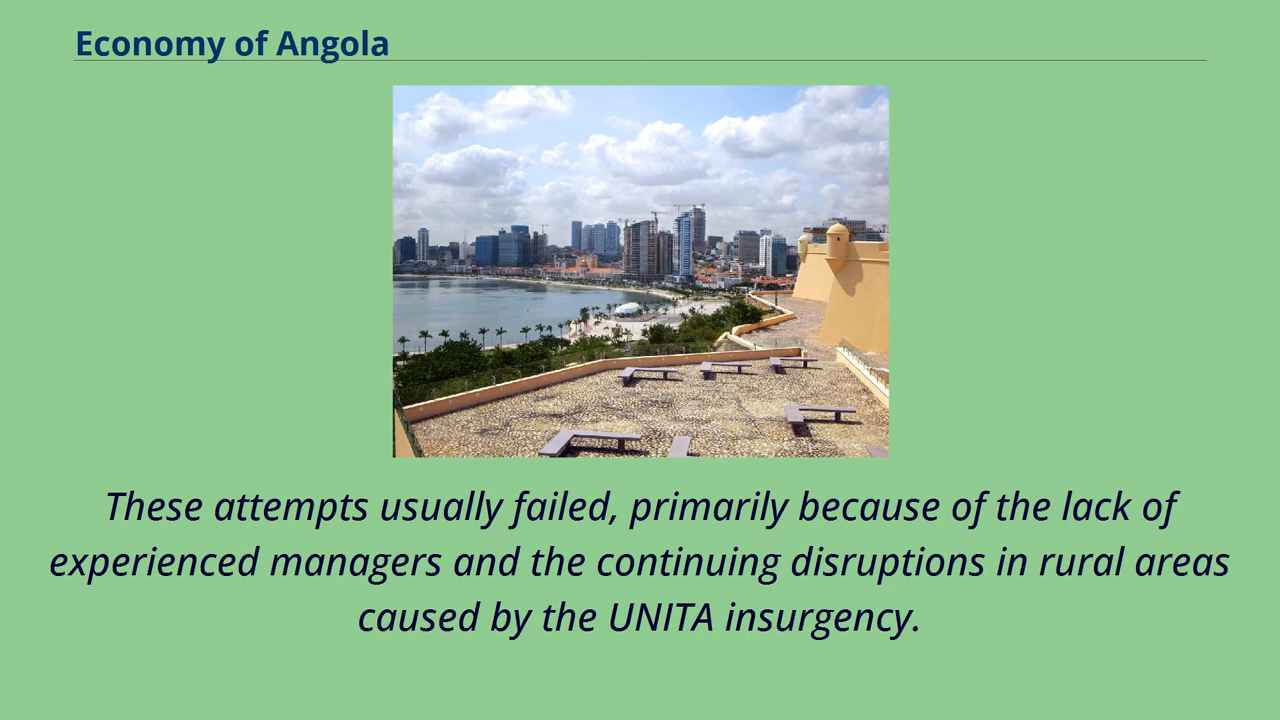 Economy of Angola
These attempts usually failed, primarily because of the lack of
experienced managers and the continuing disruptions in rural areas
caused by the UNITA insurgency.